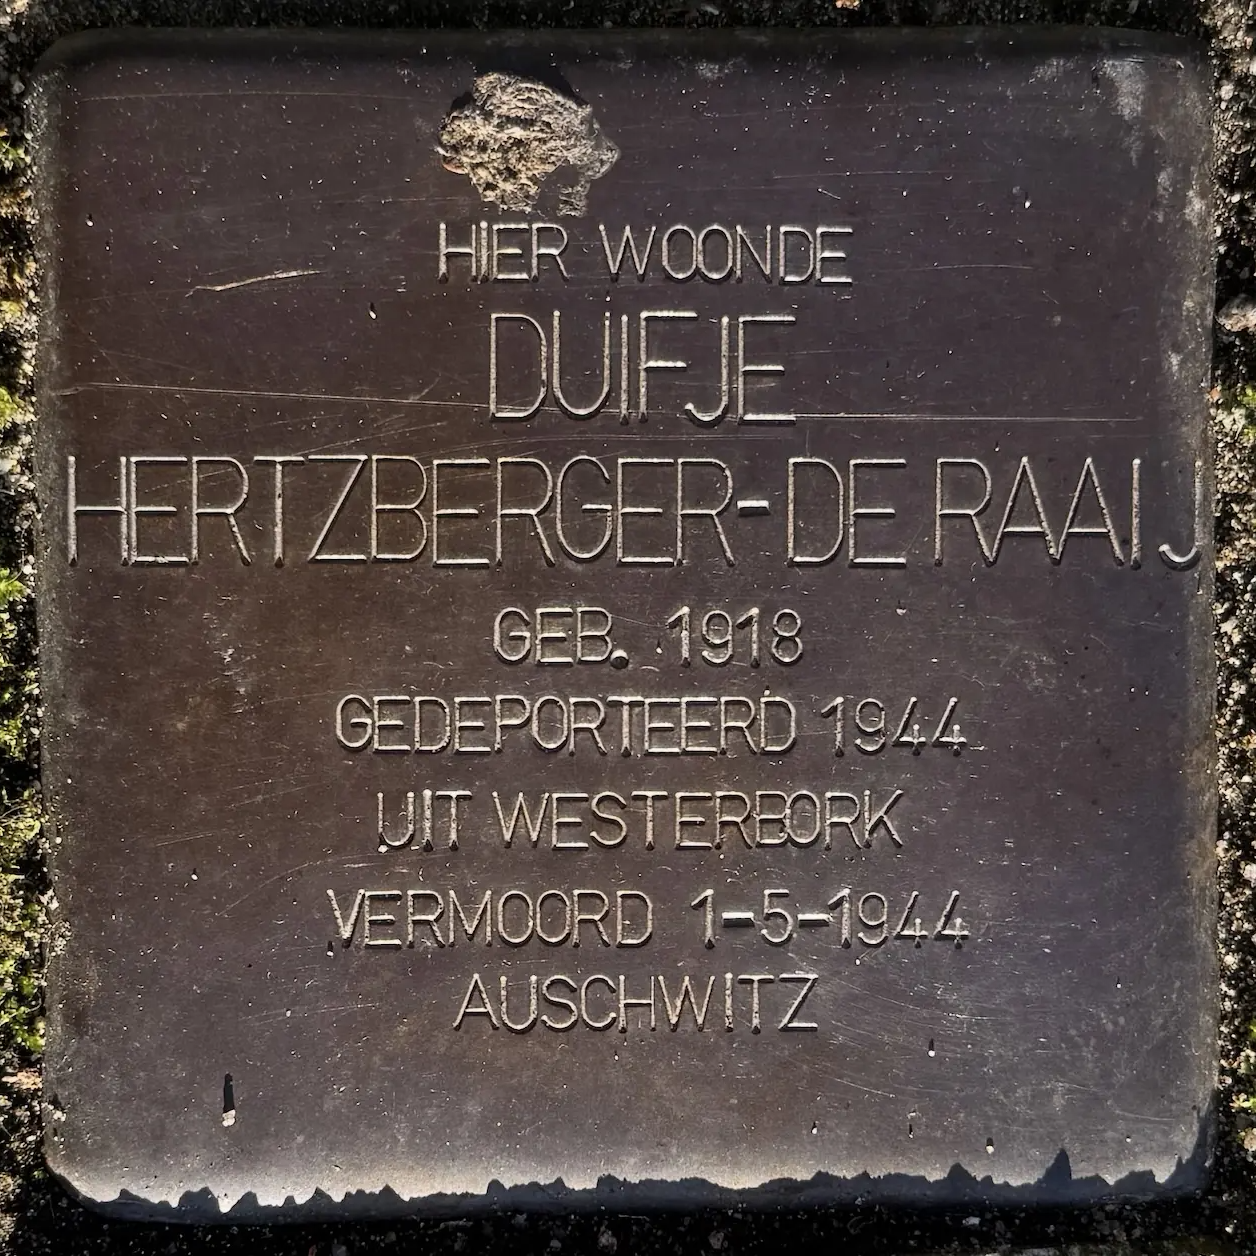 HIER WOONDE
DUIFJE
HERTZBERGER-DE RAAIJ
GEB. 1918
GEDEPORTEERD 1944
UIT WESTERBORK
VERMOORD 1-5-1944
AUSCHWITZ